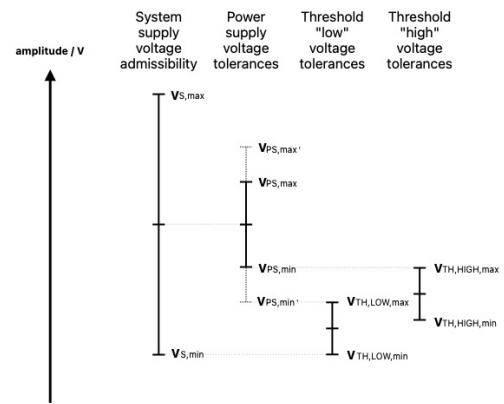 System
supply
voltage
admissibility
Power
supply
voltage
tolerances
Threshold
"low"
voltage
tolerances
Threshold
"high"
voltage
tolerances
amplitude / V
VS,max
VPS,max'
VPS,max
VPS,min
VTH,HIGH,max
VPS,min'
VTH,LOW,max
VTH,HIGH,min
VS,min
VTH,LOW,min